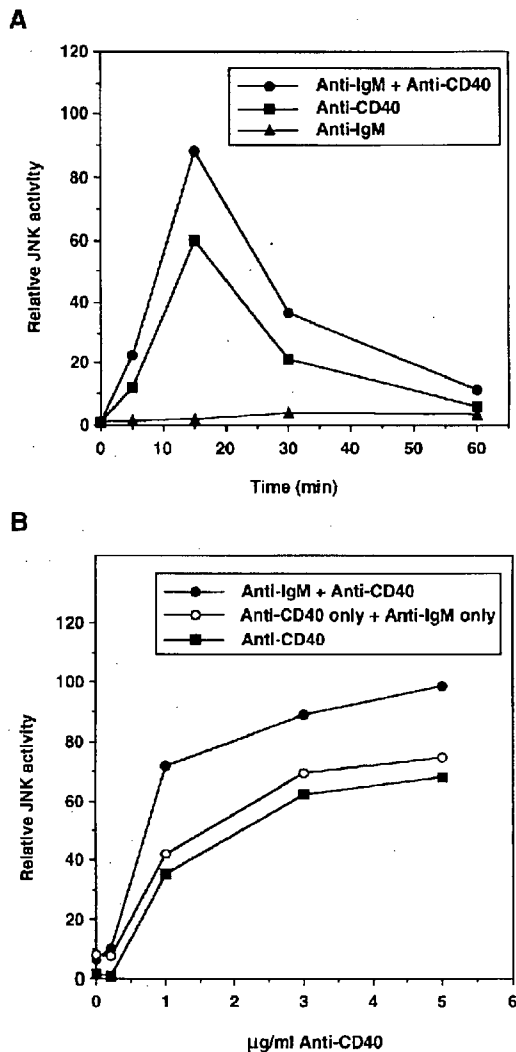 A
120
100
80
60
40
20
0
Relative JNK activity
Anti-IgM + Anti-CD40
Anti-CD40
Anti-IgM
0 10 20 30 40 50 60
Time (min)
B
120
100
80
60
40
20
0
Relative JNK activity
Anti-IgM + Anti-CD40
Anti-CD40 only + Anti-IgM only
Anti-CD40
0 1 2 3 4 5 6
µg/ml Anti-CD40